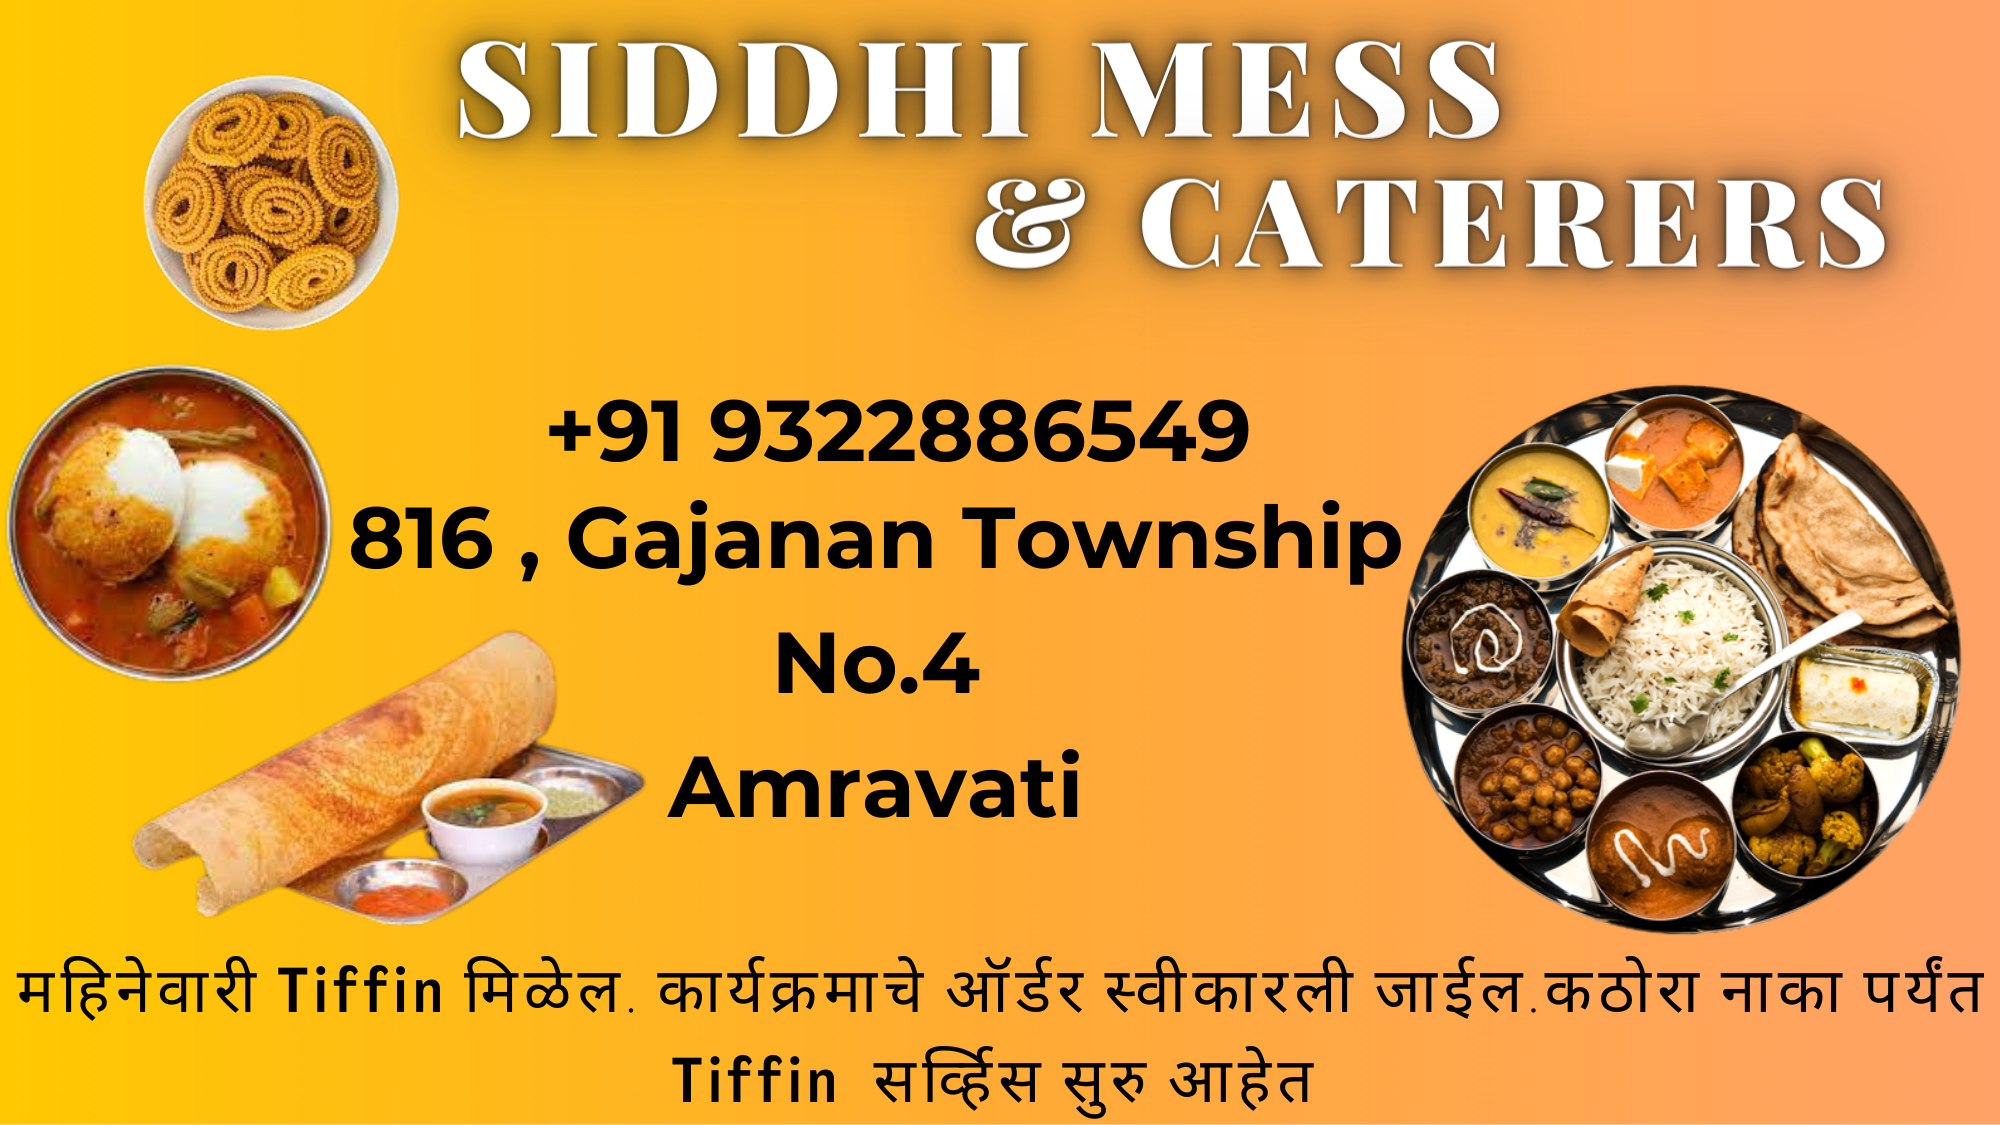 SIDDHI MESS
& CATERERS
+91 9322886549
816 , Gajanan Township
No.4
Amravati
महिनेवारी Tiffin मिळेल. कार्यक्रमाचे ऑर्डर स्वीकारली जाईल.कठोरा नाका पर्यंत
Tiffin सर्व्हिस सुरु आहेत